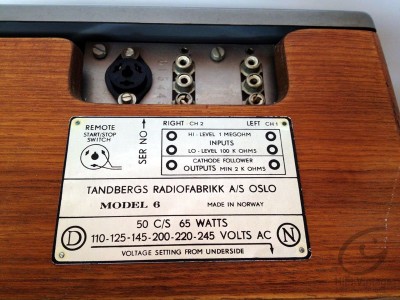 REMOTE
START/STOP
SWITCH
SER NO →
RIGHT CH 2 LEFT CH 1
HI - LEVEL 1 MEGOHM
INPUTS
LO - LEVEL 100 K OHMS
CATHODE FOLLOWER
OUTPUTS MIN 2 K OHMS
TANDBERGS RADIOFABRIKK A/S OSLO
MODEL 6 MADE IN NORWAY
50 C/S 65 WATTS
D 110-125-145-200-220-245 VOLTS AC N
VOLTAGE SETTING FROM UNDERSIDE